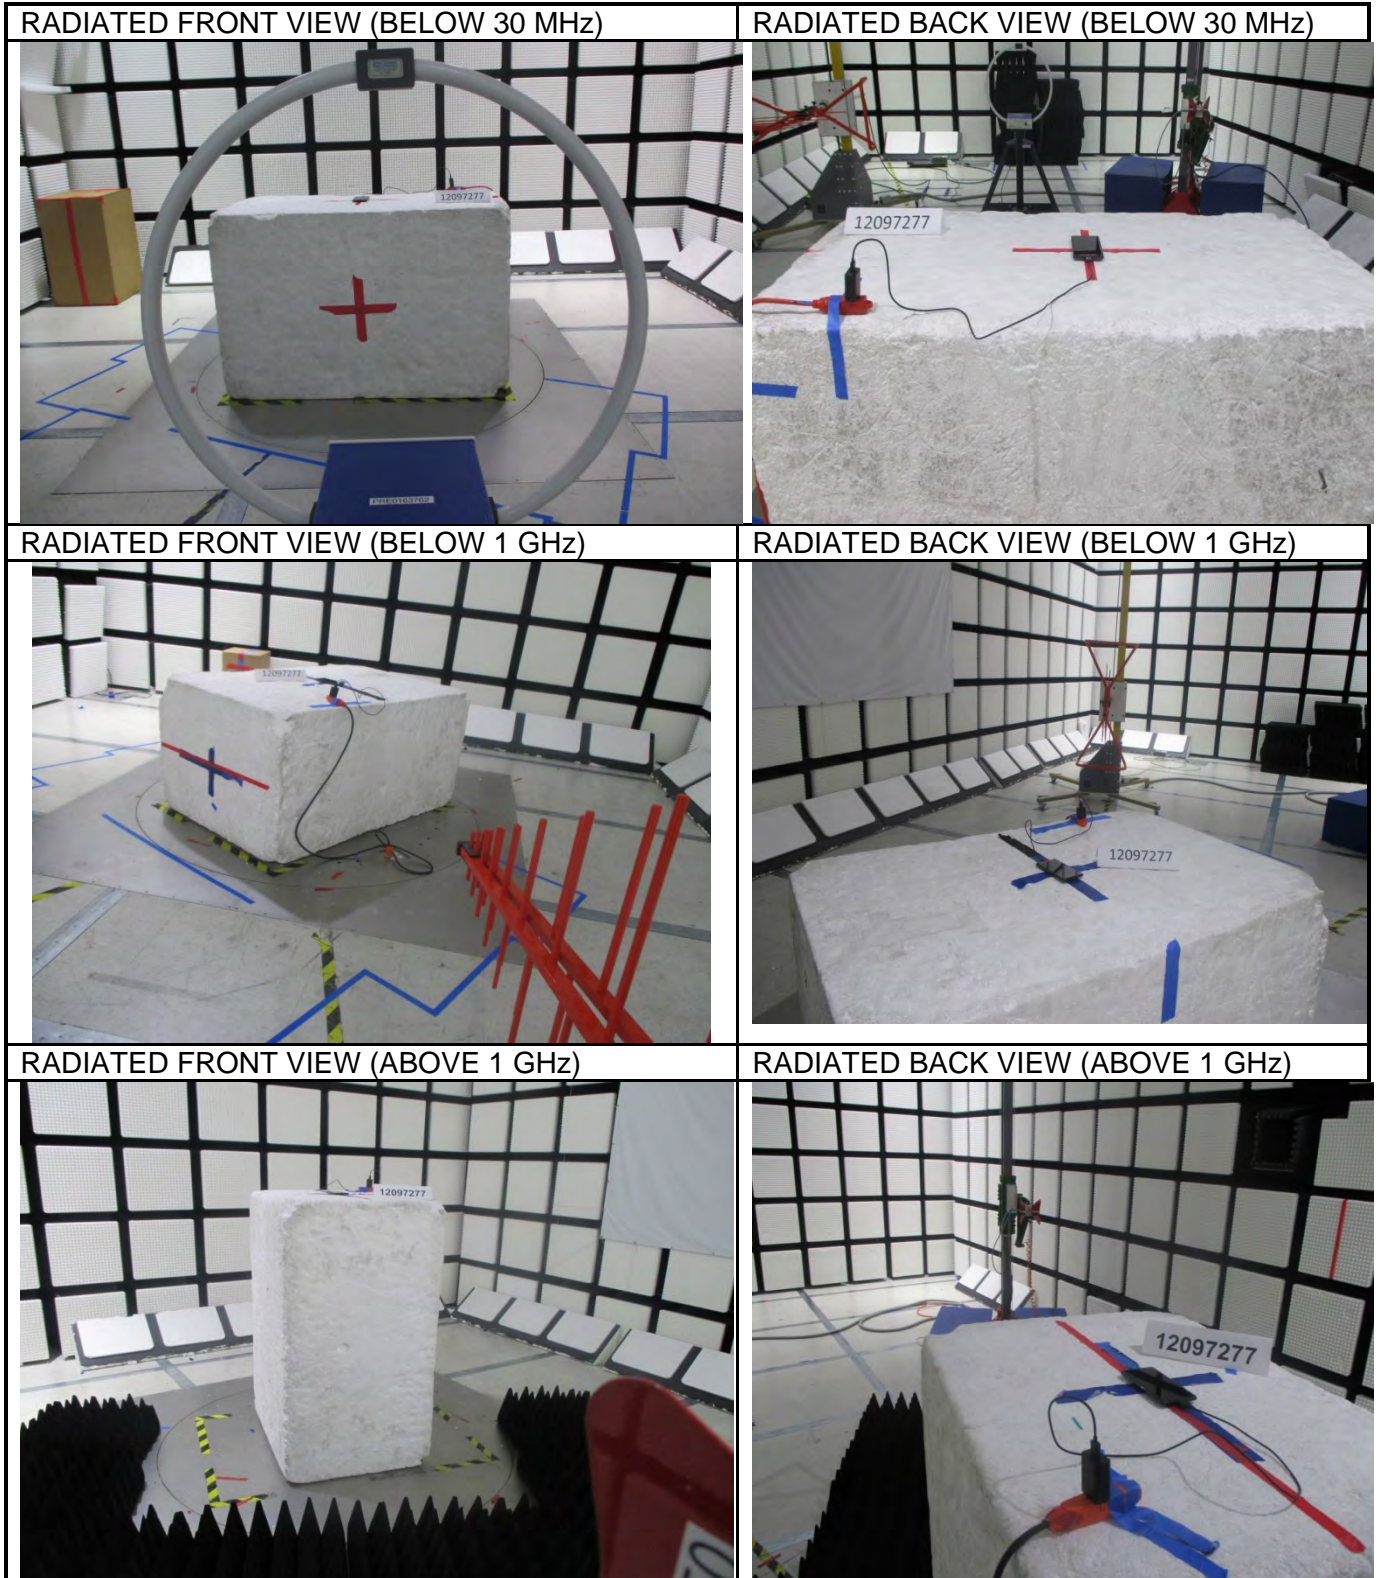 RADIATED FRONT VIEW (BELOW 30 MHz)
RADIATED BACK VIEW (BELOW 30 MHz)
12097277
PRE0163762
12097277
RADIATED FRONT VIEW (BELOW 1 GHz)
RADIATED BACK VIEW (BELOW 1 GHz)
12097277
12097277
RADIATED FRONT VIEW (ABOVE 1 GHz)
RADIATED BACK VIEW (ABOVE 1 GHz)
12097277
12097277